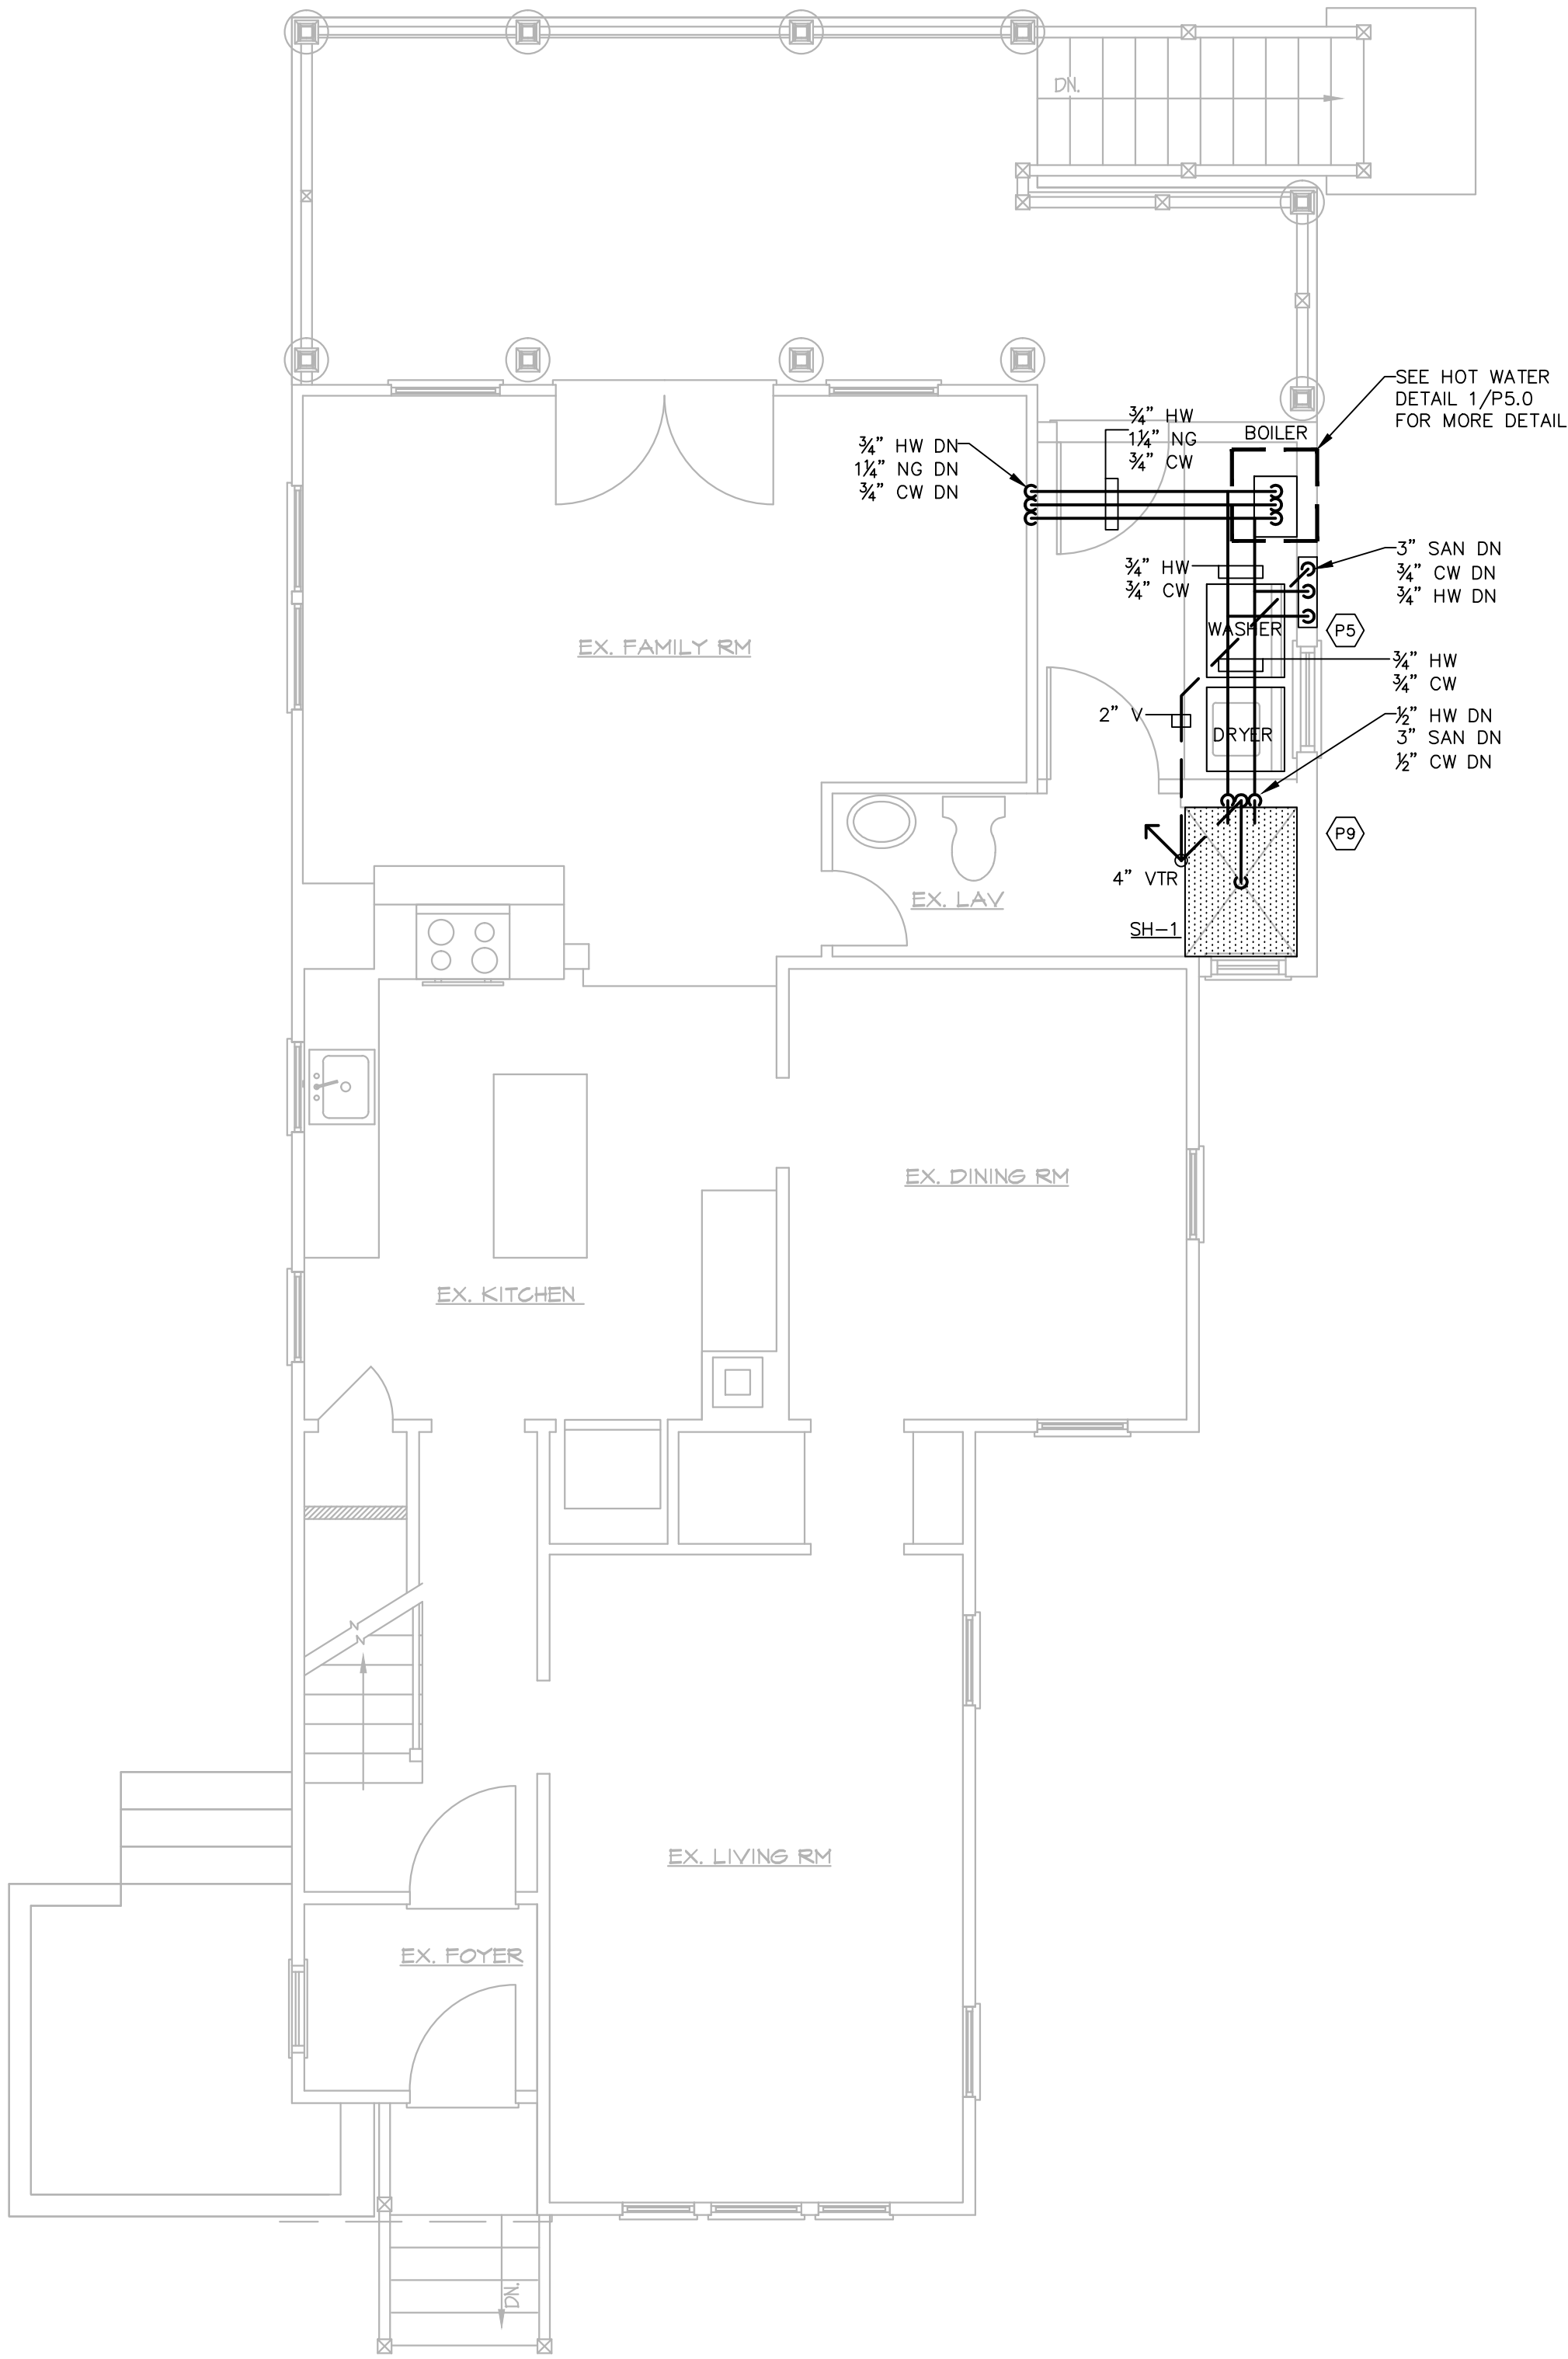 DN.
SEE HOT WATER
DETAIL 1/P5.0
FOR MORE DETAIL
¾” HW
1¼” NG
¾” CW
BOILER
¾” HW DN
1¼” NG DN
¾” CW DN
3” SAN DN
¾” CW DN
¾” HW DN
¾” HW
¾” CW
WASHER
P5
EX. FAMILY RM
¾” HW
¾” CW
2” V
DRYER
½” HW DN
3” SAN DN
½” CW DN
P9
4” VTR
EX. LAV
SH-1
EX. DINING RM
EX. KITCHEN
EX. LIVING RM
EX. FOYER
DN.